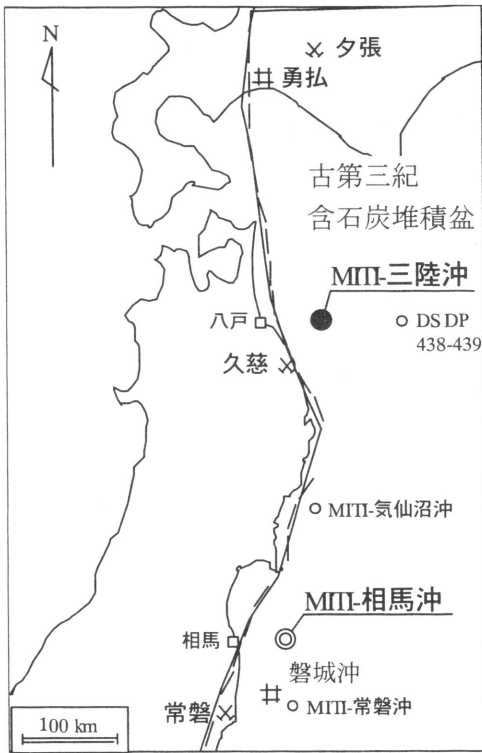 N
夕張
勇払
古第三紀
含石炭堆積盆
MITI-三陸沖
八戸
DSDP
438-439
久慈
MITI-気仙沼沖
MITI-相馬沖
相馬
磐城沖
常磐
MITI-常磐沖
100 km